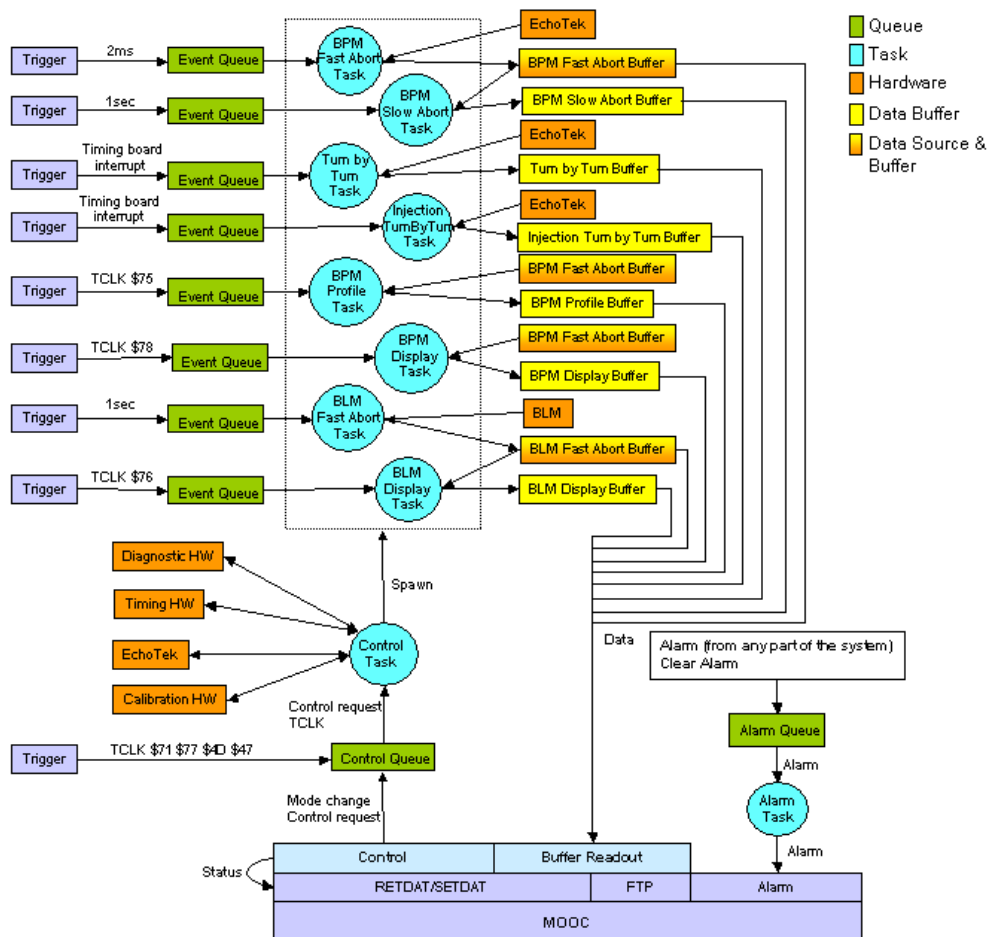 Queue
Task
Hardware
Data Buffer
Data Source &
Buffer
Trigger
2ms
Event Queue
BPM
Fast Abort
Task
EchoTek
BPM Fast Abort Buffer
Trigger
1sec
Event Queue
BPM
Slow Abort
Task
BPM Slow Abort Buffer
Trigger
Timing board
interrupt
Event Queue
Turn by
Turn
Task
EchoTek
Turn by Turn Buffer
Trigger
Timing board
interrupt
Event Queue
Injection
TurnByTurn
Task
EchoTek
Injection Turn by Turn Buffer
Trigger
TCLK $75
Event Queue
BPM
Profile
Task
BPM Fast Abort Buffer
BPM Profile Buffer
Trigger
TCLK $78
Event Queue
BPM
Display
Task
BPM Fast Abort Buffer
BPM Display Buffer
Trigger
1sec
Event Queue
BLM
Fast Abort
Task
BLM
BLM Fast Abort Buffer
Trigger
TCLK $76
Event Queue
BLM
Display
Task
BLM Display Buffer
Diagnostic HW
Timing HW
EchoTek
Calibration HW
Spawn
Control
Task
Control request
TCLK
Trigger
TCLK $71 $77 $4D $47
Control Queue
Mode change
Control request
Data
Alarm (from any part of the system)
Clear Alarm
Alarm Queue
Alarm
Alarm
Task
Alarm
Status
Control
Buffer Readout
RETDAT/SETDAT
FTP
Alarm
MOOC